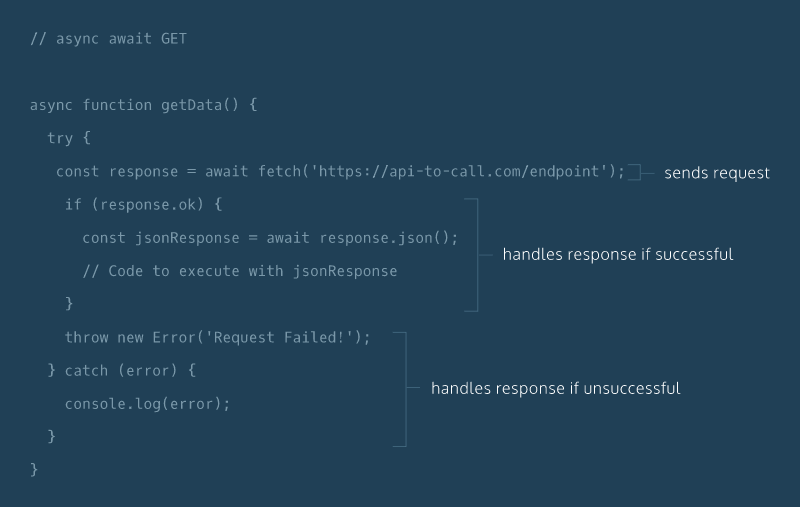 // async await GET
async function getData() {
try {
const response = await fetch('https://api-to-call.com/endpoint');
sends request
if (response.ok) {
const jsonResponse = await response.json();
handles response if successful
// Code to execute with jsonResponse
}
throw new Error('Request Failed!');
} catch (error) {
handles response if unsuccessful
console.log(error);
}
}